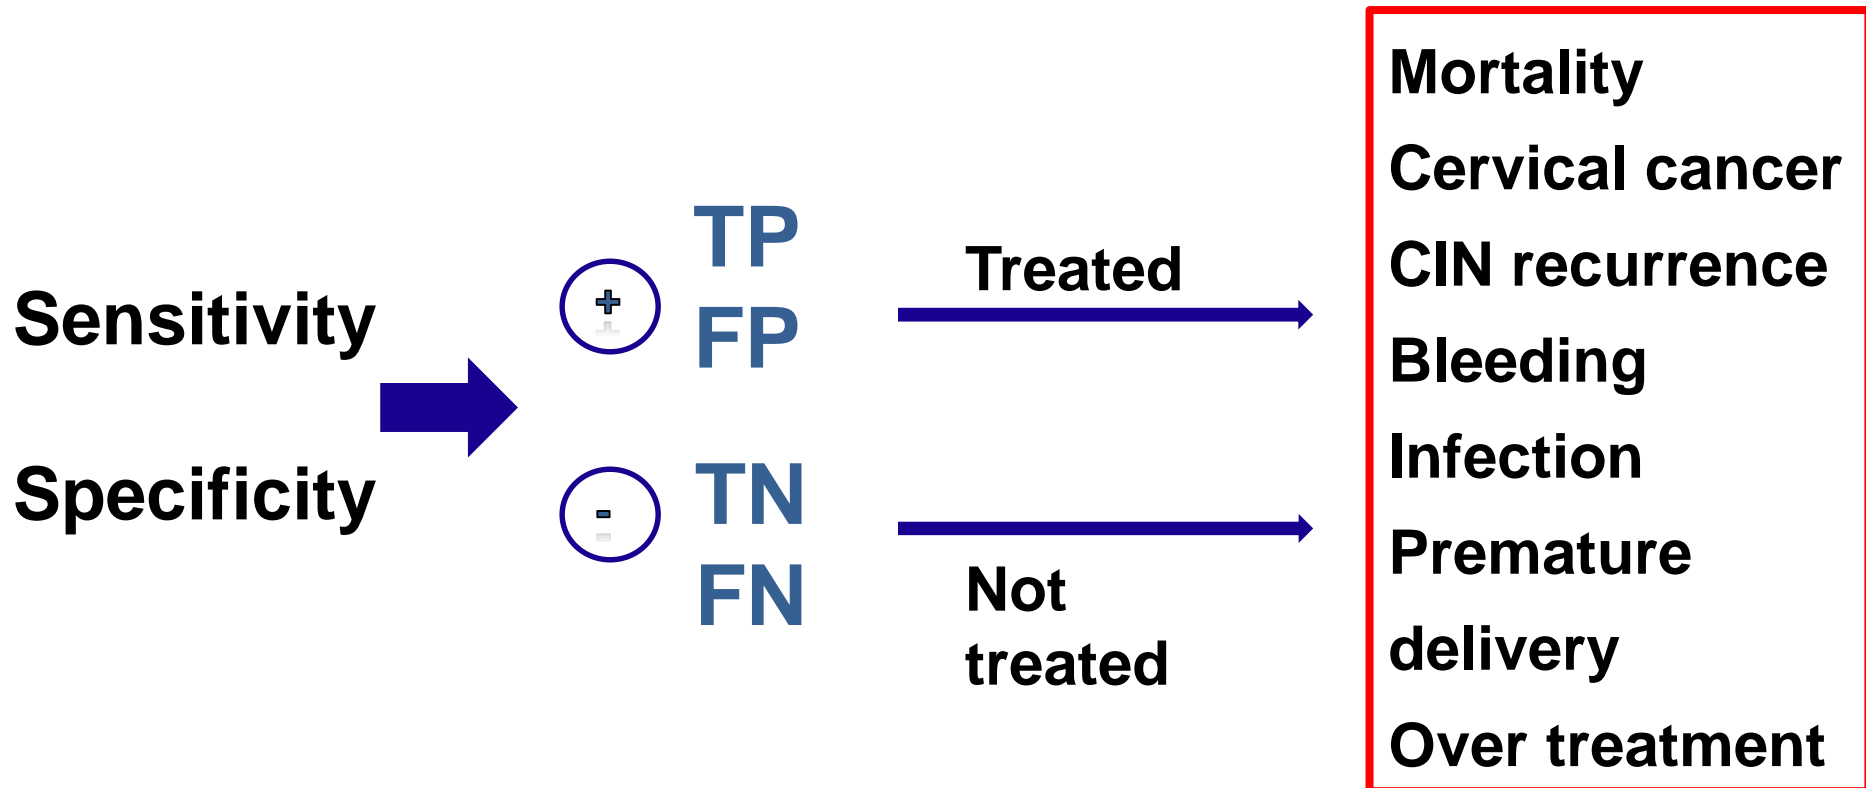 Sensitivity
Specificity
+
TP
FP
-
TN
FN
Treated
Not
treated
Mortality
Cervical cancer
CIN recurrence
Bleeding
Infection
Premature
delivery
Over treatment